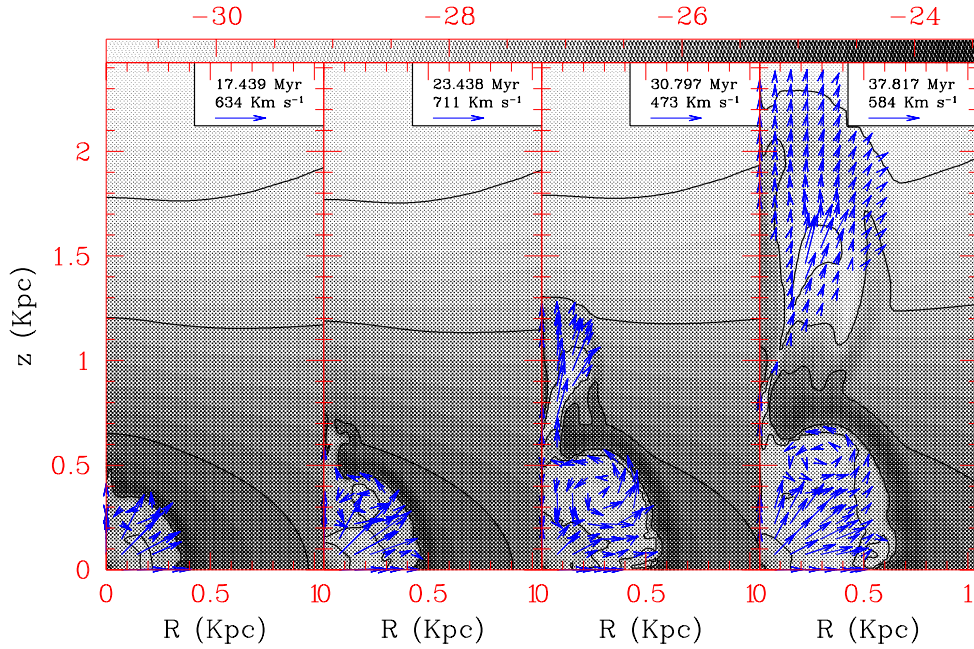 −30 −28 −26 −24
17.439 Myr 23.438 Myr 30.797 Myr 37.817 Myr
634 Km s⁻¹ 711 Km s⁻¹ 473 Km s⁻¹ 584 Km s⁻¹
2
1.5
z (Kpc)
1
0.5
0
0 0.5 10 0.5 10 0.5 10 0.5 1
R (Kpc) R (Kpc) R (Kpc) R (Kpc)